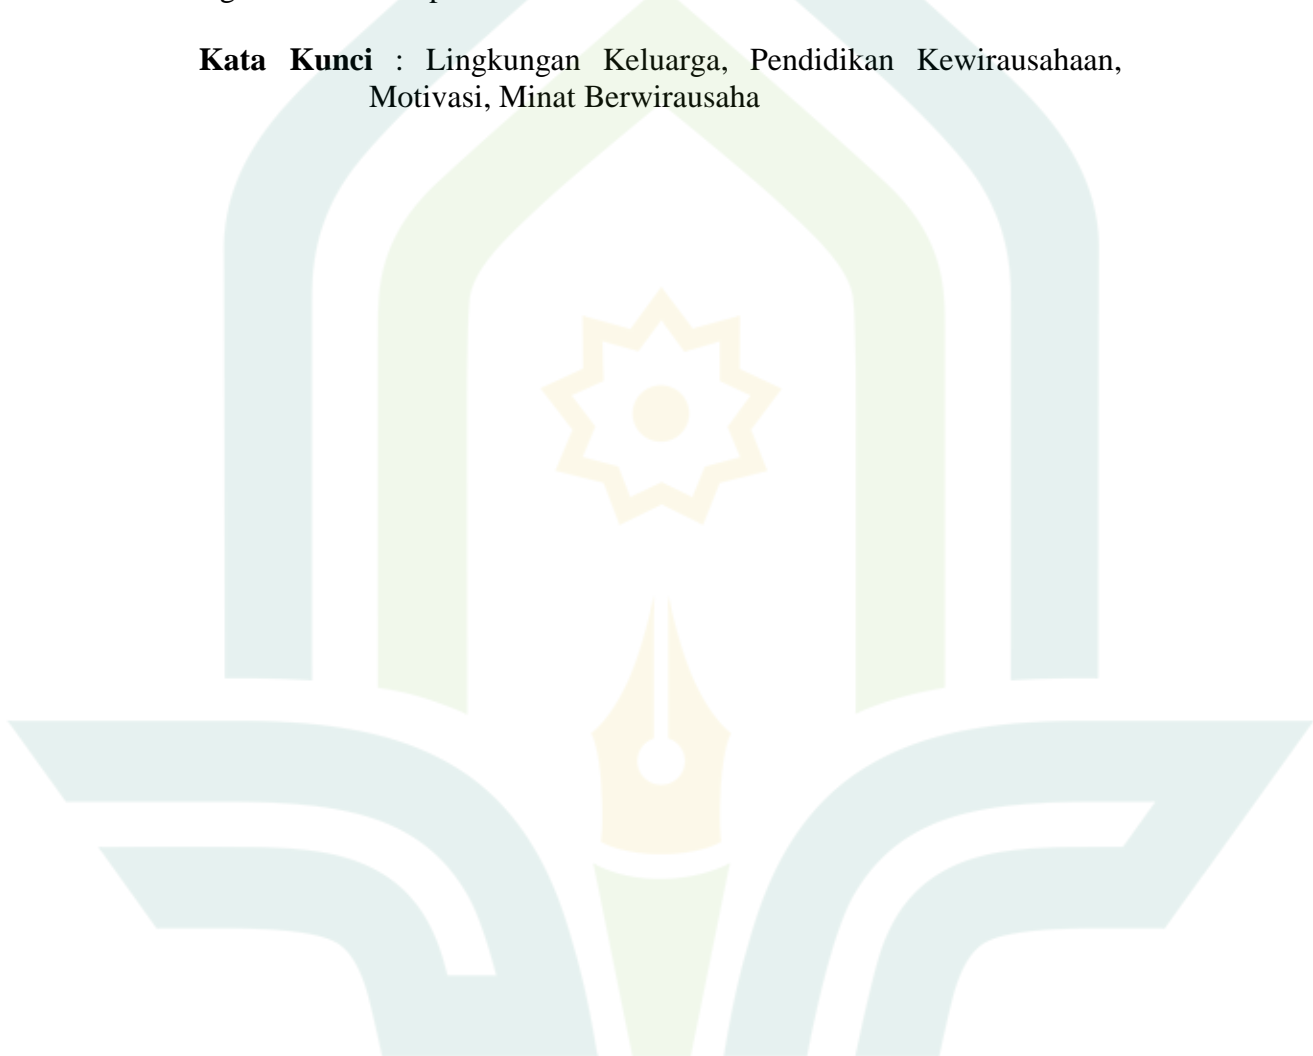 Kata Kunci : Lingkungan Keluarga, Pendidikan Kewirausahaan,
Motivasi, Minat Berwirausaha